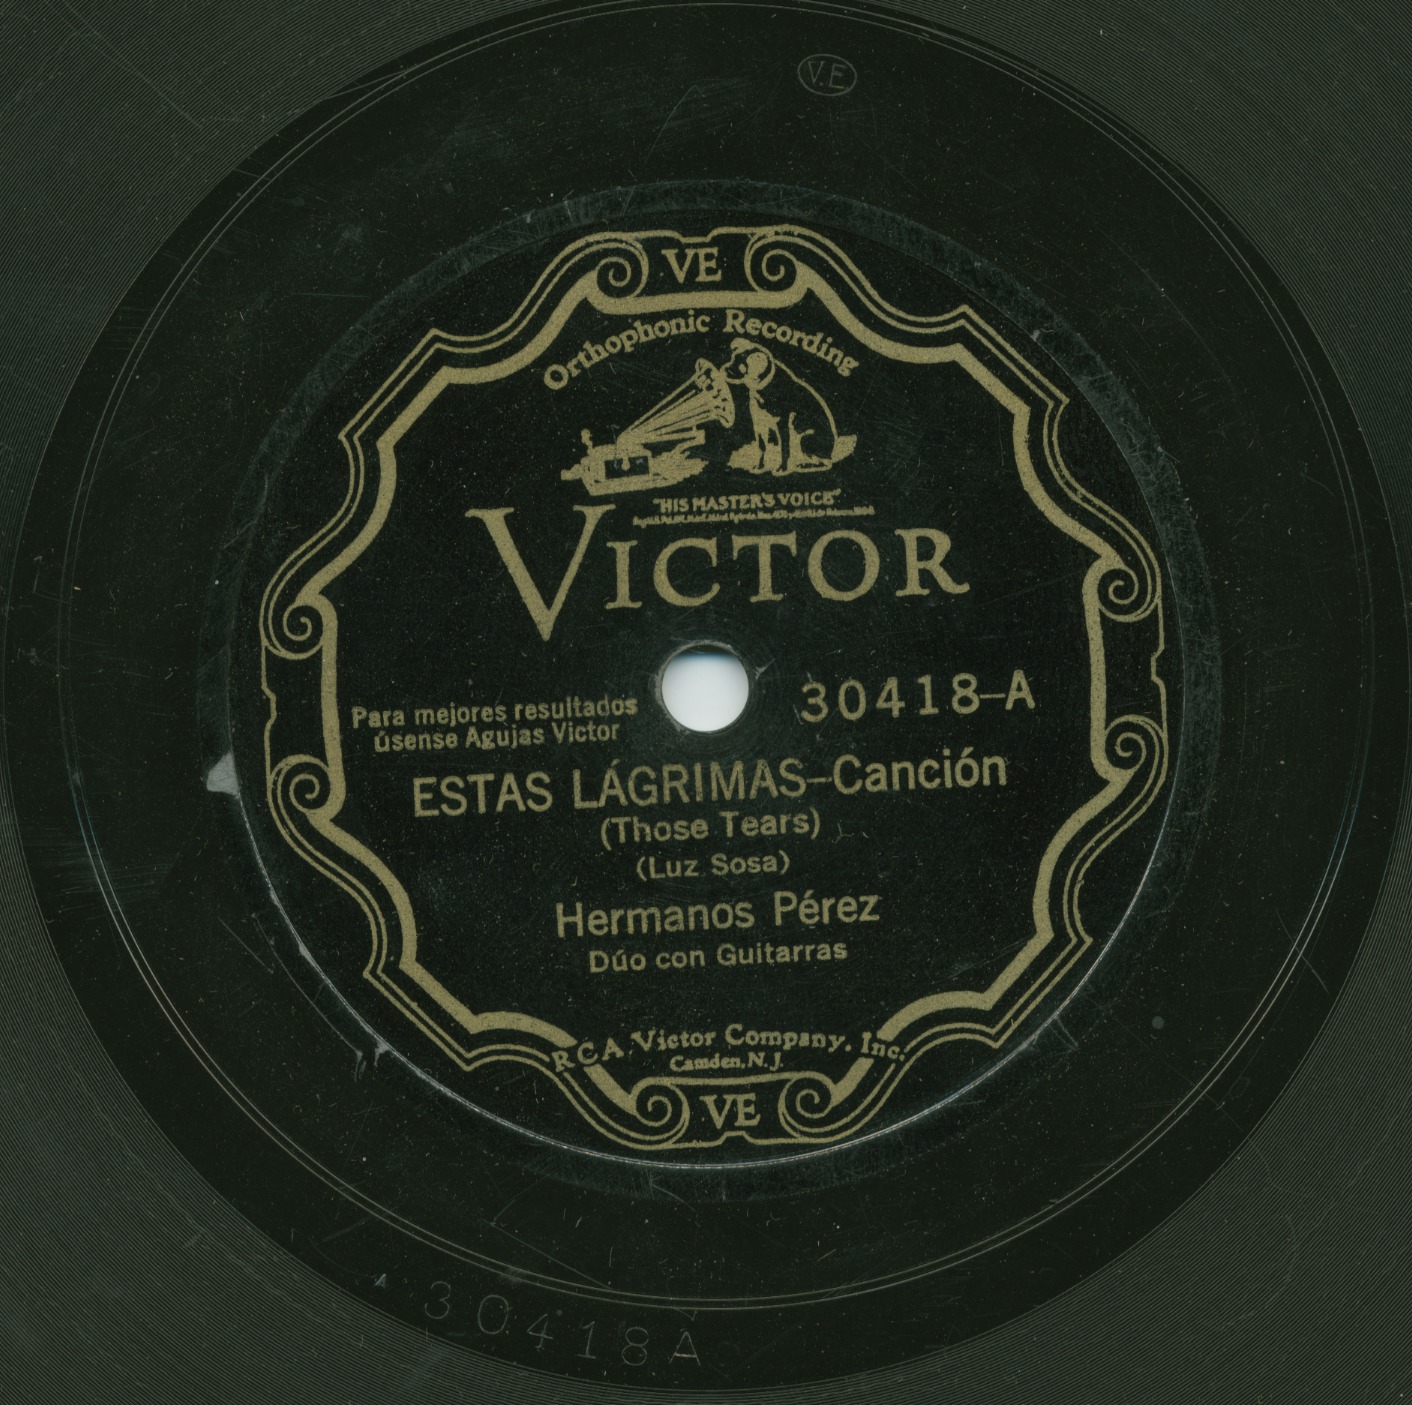 V.E
VE
Orthophonic Recording
"HIS MASTER'S VOICE"
VICTOR
30418-A
Para mejores resultados
úsense Agujas Victor
ESTAS LÁGRIMAS-Canción
(Those Tears)
(Luz Sosa)
Hermanos Pérez
Dúo con Guitarras
RCA Victor Company, Inc.
Camden, N. J.
VE
A 30418A